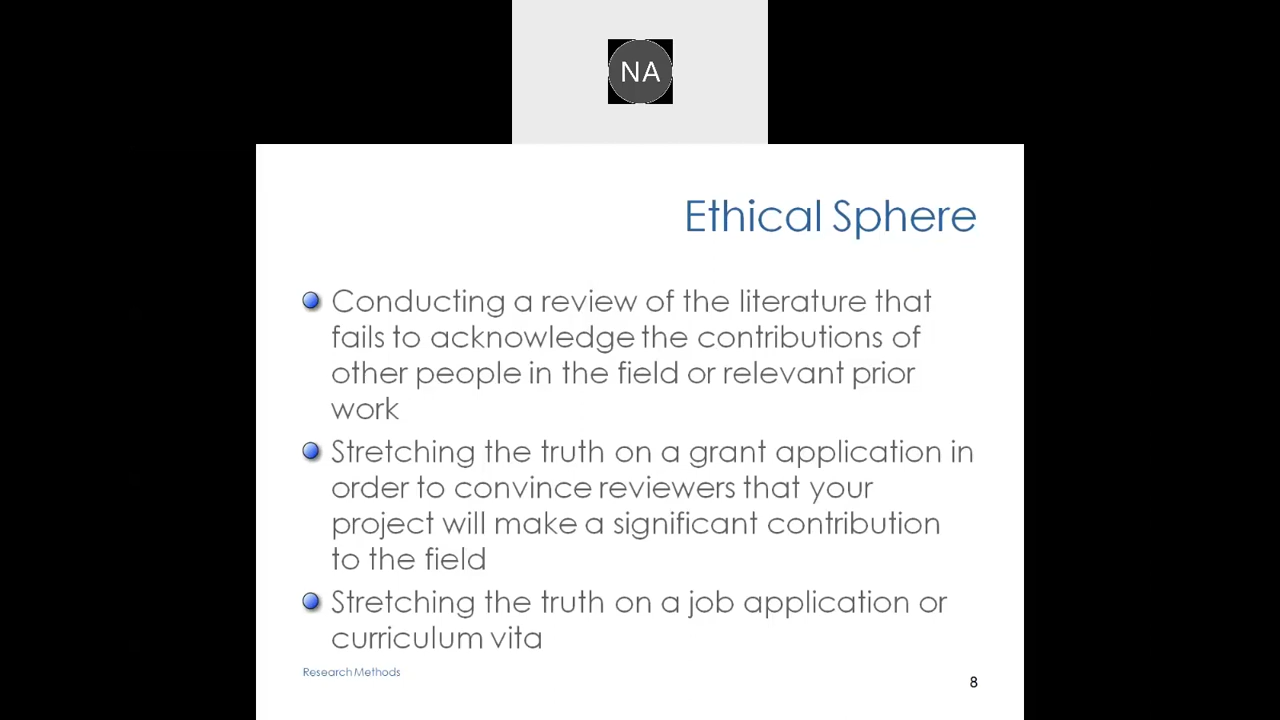 NA
Ethical Sphere
Conducting a review of the literature that
fails to acknowledge the contributions of
other people in the field or relevant prior
work
Stretching the truth on a grant application in
order to convince reviewers that your
project will make a significant contribution
to the field
Stretching the truth on a job application or
curriculum vita
Research Methods
8